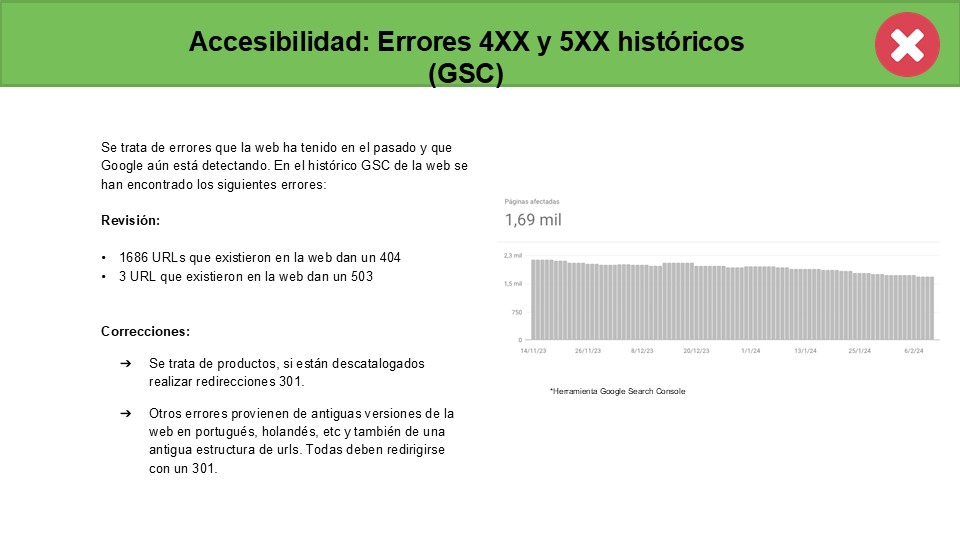 Accesibilidad: Errores 4XX y 5XX históricos
(GSC)
Se trata de errores que la web ha tenido en el pasado y que
Google aún está detectando. En el histórico GSC de la web se
han encontrado los siguientes errores:
Revisión:
• 1686 URLs que existieron en la web dan un 404
• 3 URL que existieron en la web dan un 503
Correcciones:
➔ Se trata de productos, si están descatalogados
realizar redirecciones 301.
➔ Otros errores provienen de antiguas versiones de la
web en portugués, holandés, etc y también de una
antigua estructura de urls. Todas deben redirigirse
con un 301.
Páginas afectadas
1,69 mil
2,3 mil
1,5 mil
750
0
14/11/23 26/11/23 8/12/23 20/12/23 1/1/24 13/1/24 25/1/24 6/2/24
*Herramienta Google Search Console